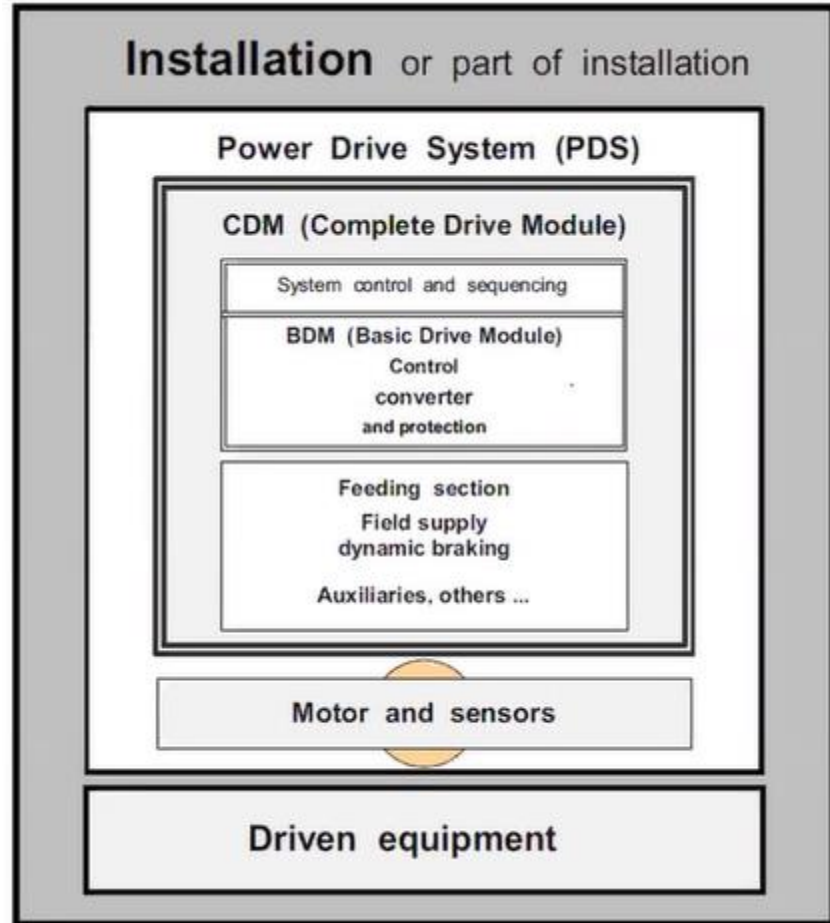 Installation or part of installation
Power Drive System (PDS)
CDM (Complete Drive Module)
System control and sequencing
BDM (Basic Drive Module)
Control
converter
and protection
Feeding section
Field supply
dynamic braking
Auxiliaries, others ...
Motor and sensors
Driven equipment